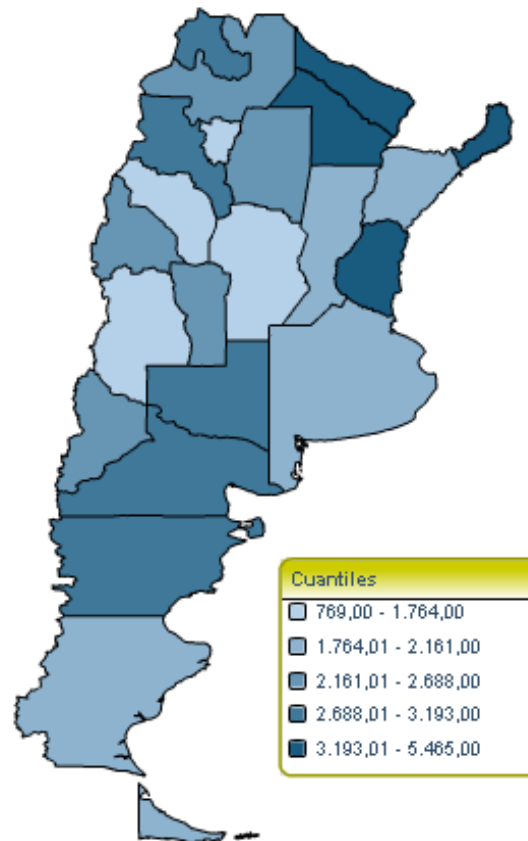 Cuantiles
769,00 - 1.764,00
1.764,01 - 2.161,00
2.161,01 - 2.688,00
2.688,01 - 3.193,00
3.193,01 - 5.465,00